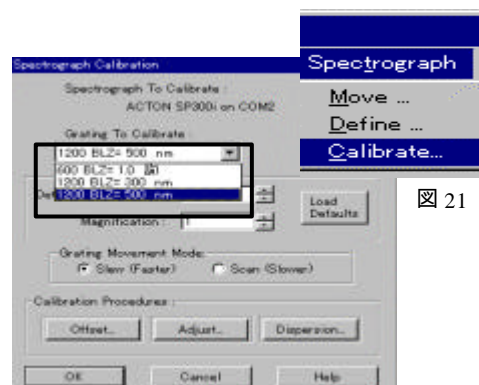 Spectrograph
Move ...
Define ...
Calibrate...
図 21
Spectrograph Calibration
Spectrograph To Calibrate :
ACTON SP300i on COM2
Grating To Calibrate
1200 BLZ= 500 nm
600 BLZ= 1.0
1200 BLZ= 300 nm
1200 BLZ= 500 nm
Load
Defaults
Magnification : 1
Grating Movement Mode:
Slew (Faster) Scan (Slower)
Calibration Procedures :
Offset... Adjust... Dispersion...
OK Cancel Help